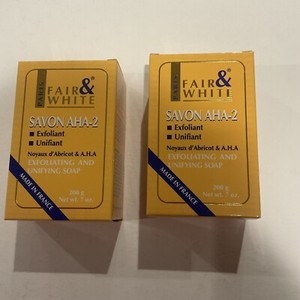 PARIS
FAIR &
WHITE
SAVON AHA-2
Exfoliant
Unifiant
Noyaux d'Abricot & A.H.A
EXFOLIATING AND
UNIFYING SOAP
MADE IN FRANCE
200 g
Net wt. 7 oz.
PARIS
FAIR &
WHITE
SAVON AHA-2
Exfoliant
Unifiant
Noyaux d'Abricot & A.H.A
EXFOLIATING AND
UNIFYING SOAP
MADE IN FRANCE
200 g
Net wt. 7 oz.